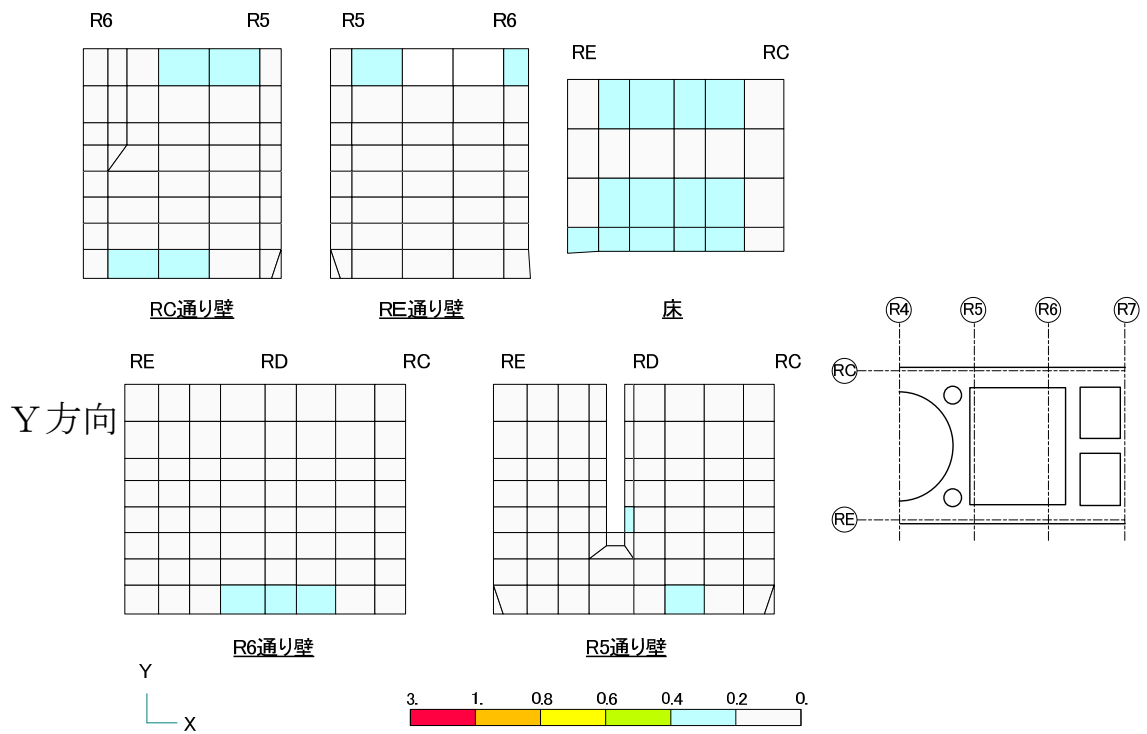 R6 R5
R5 R6
RE RC
RC通り壁
RE通り壁
床
R4 R5 R6 R7
RC
RE
RE RD RC
RE RD RC
Y方向
R6通り壁
R5通り壁
Y
X
3. 1. 0.8 0.6 0.4 0.2 0.